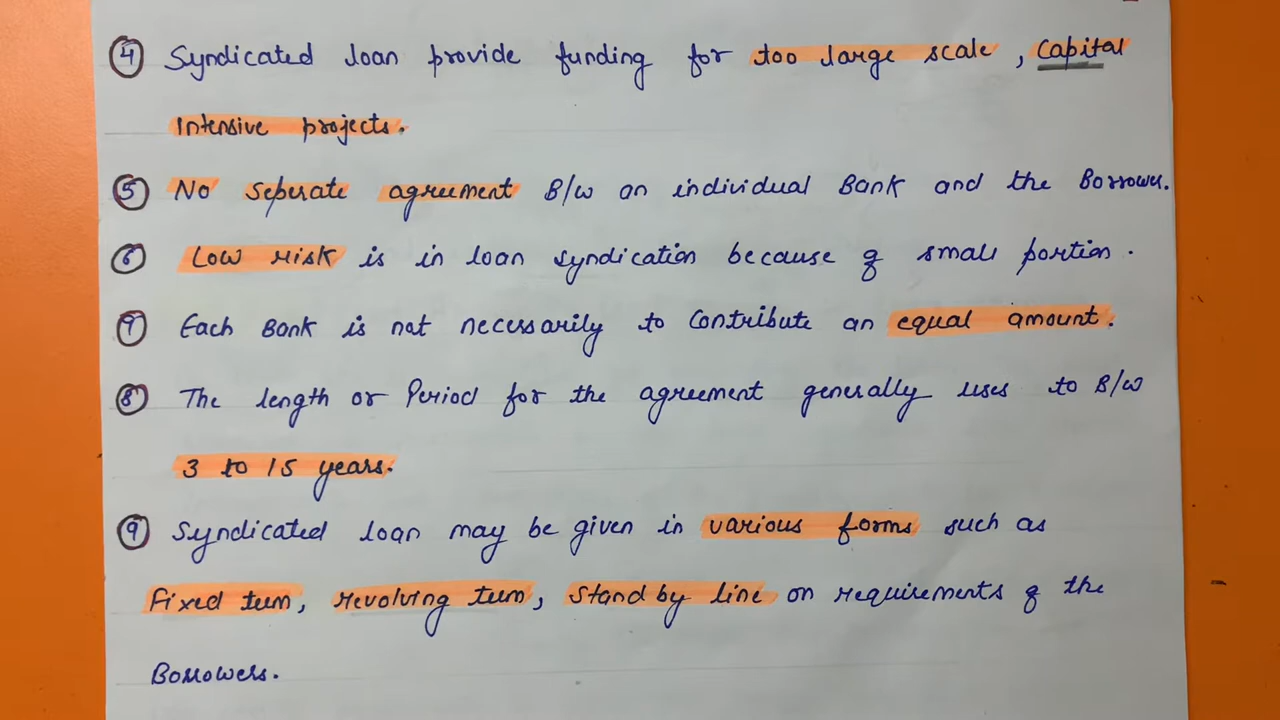 ④ Syndicated loan provide funding for too large scale, Capital
Intensive projects.
⑤ No seperate agreement B/w an individual Bank and the Borrower.
⑥ Low risk is in loan syndication because of small portion.
⑦ Each Bank is not necessarily to contribute an equal amount.
⑧ The length or Period for the agreement generally uses to B/w
3 to 15 years.
⑨ Syndicated loan may be given in various forms such as
Fixed term, revolving term, stand by line on requirements of the
Borrowers.